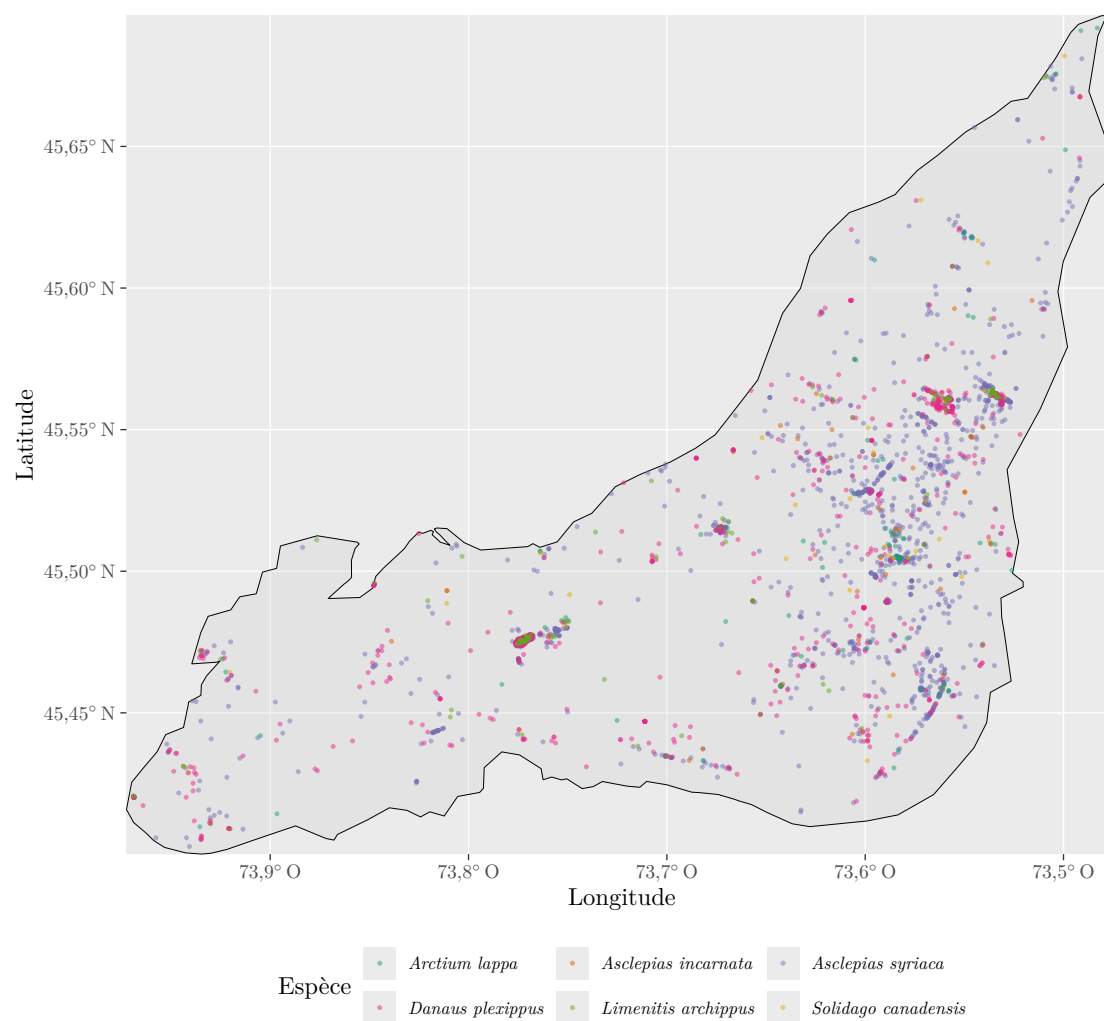 Latitude
45,65° N
45,60° N
45,55° N
45,50° N
45,45° N
73,9° O 73,8° O 73,7° O 73,6° O 73,5° O
Longitude
Espèce
Arctium lappa Asclepias incarnata Asclepias syriaca
Danaus plexippus Limenitis archippus Solidago canadensis